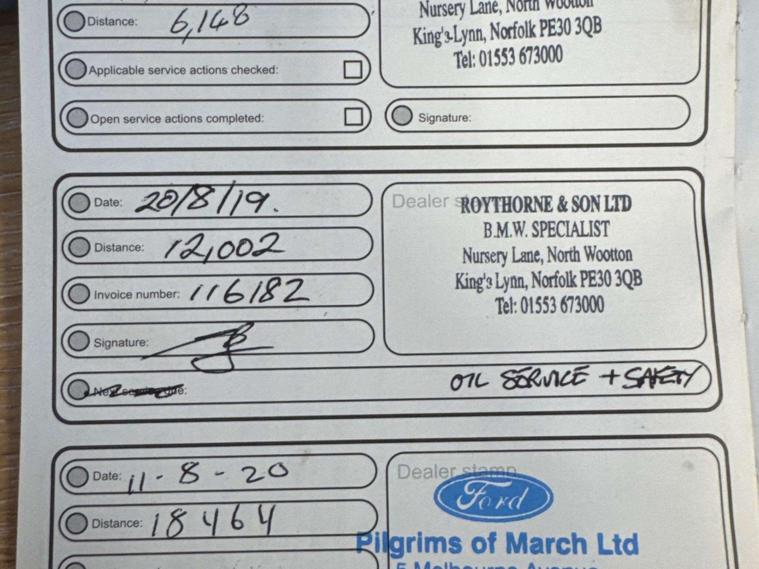 Distance: 6,148
Nursery Lane, North Wootton
King's Lynn, Norfolk PE30 3QB
Tel: 01553 673000
Applicable service actions checked:
Open service actions completed:
Signature:
Date: 20/8/19.
Dealer
ROYTHORNE & SON LTD
B.M.W. SPECIALIST
Nursery Lane, North Wootton
King's Lynn, Norfolk PE30 3QB
Tel: 01553 673000
Distance: 12,002
Invoice number: 116182
Signature:
OIL SERVICE + SAFETY
Date: 11-8-20
Dealer stamp
Ford
Distance: 18464
Pilgrims of March Ltd
5 Melbourne Avenue